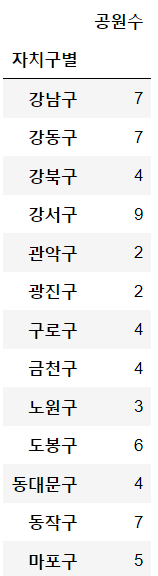 공원수
자치구별
강남구 7
강동구 7
강북구 4
강서구 9
관악구 2
광진구 2
구로구 4
금천구 4
노원구 3
도봉구 6
동대문구 4
동작구 7
마포구 5